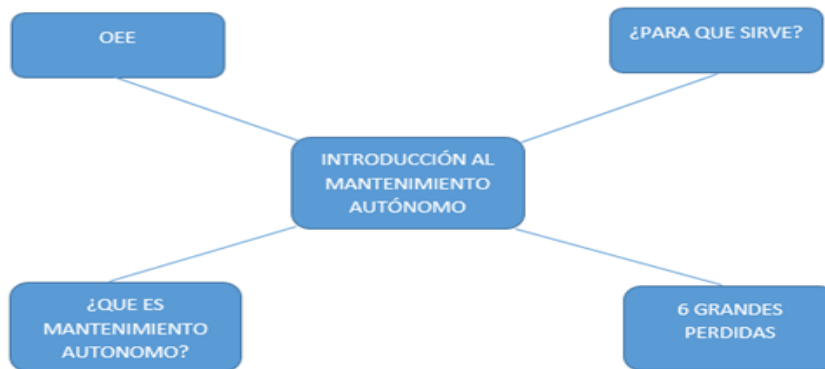 OEE
¿PARA QUE SIRVE?
INTRODUCCIÓN AL
MANTENIMIENTO
AUTÓNOMO
¿QUE ES
MANTENIMIENTO
AUTONOMO?
6 GRANDES
PERDIDAS